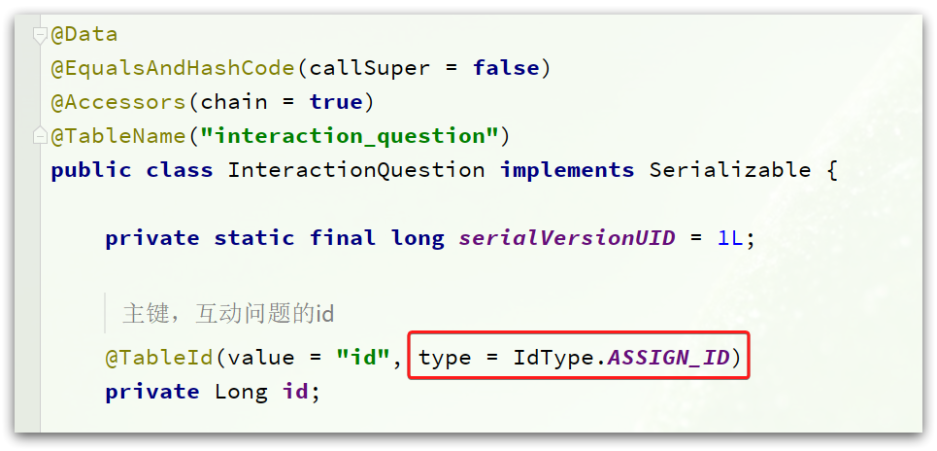 @Data
@EqualsAndHashCode(callSuper = false)
@Accessors(chain = true)
@TableName("interaction_question")
public class InteractionQuestion implements Serializable {
private static final long serialVersionUID = 1L;
主键，互动问题的id
@TableId(value = "id", type = IdType.ASSIGN_ID)
private Long id;